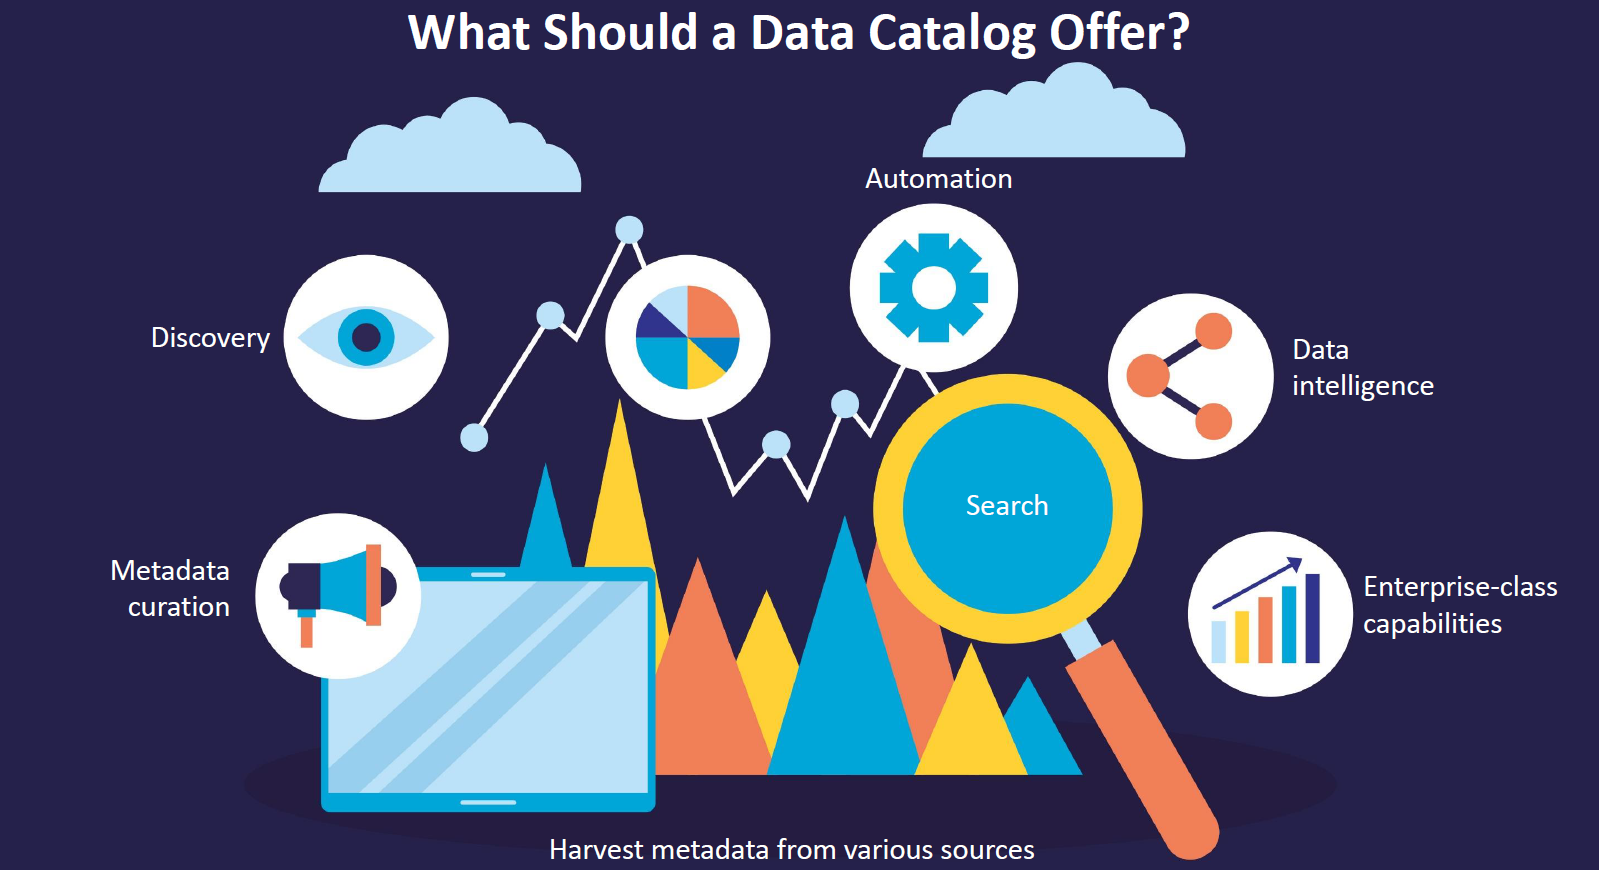 What Should a Data Catalog Offer?
Automation
Discovery
Data
intelligence
Search
Metadata
curation
Enterprise-class
capabilities
Harvest metadata from various sources